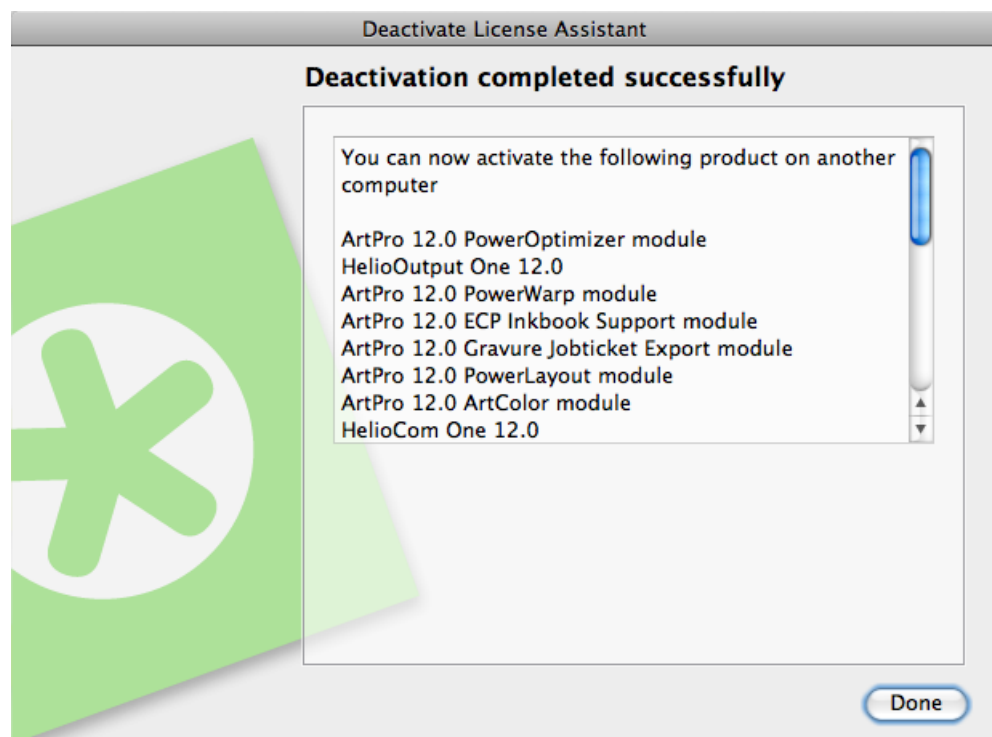 Deactivate License Assistant
Deactivation completed successfully
You can now activate the following product on another
computer
ArtPro 12.0 PowerOptimizer module
HelioOutput One 12.0
ArtPro 12.0 PowerWarp module
ArtPro 12.0 ECP Inkbook Support module
ArtPro 12.0 Gravure Jobticket Export module
ArtPro 12.0 PowerLayout module
ArtPro 12.0 ArtColor module
HelioCom One 12.0
Done